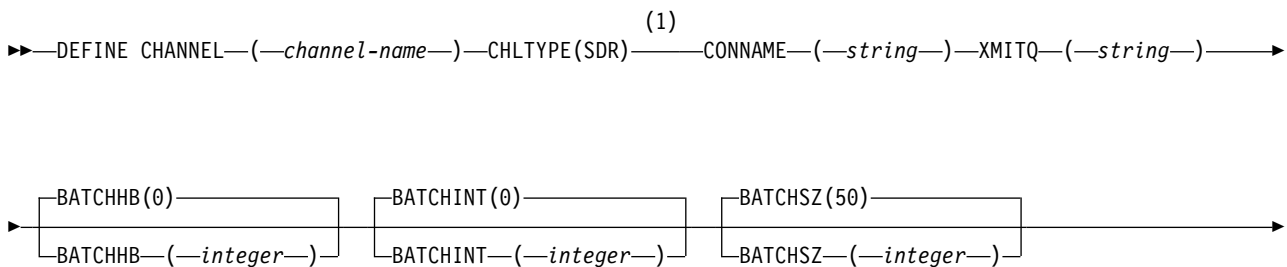 (1)
DEFINE CHANNEL ( channel-name ) CHLTYPE(SDR) CONNAME ( string ) XMITQ ( string )
BATCHHB(0) BATCHINT(0) BATCHSZ(50)
BATCHHB ( integer ) BATCHINT ( integer ) BATCHSZ ( integer )